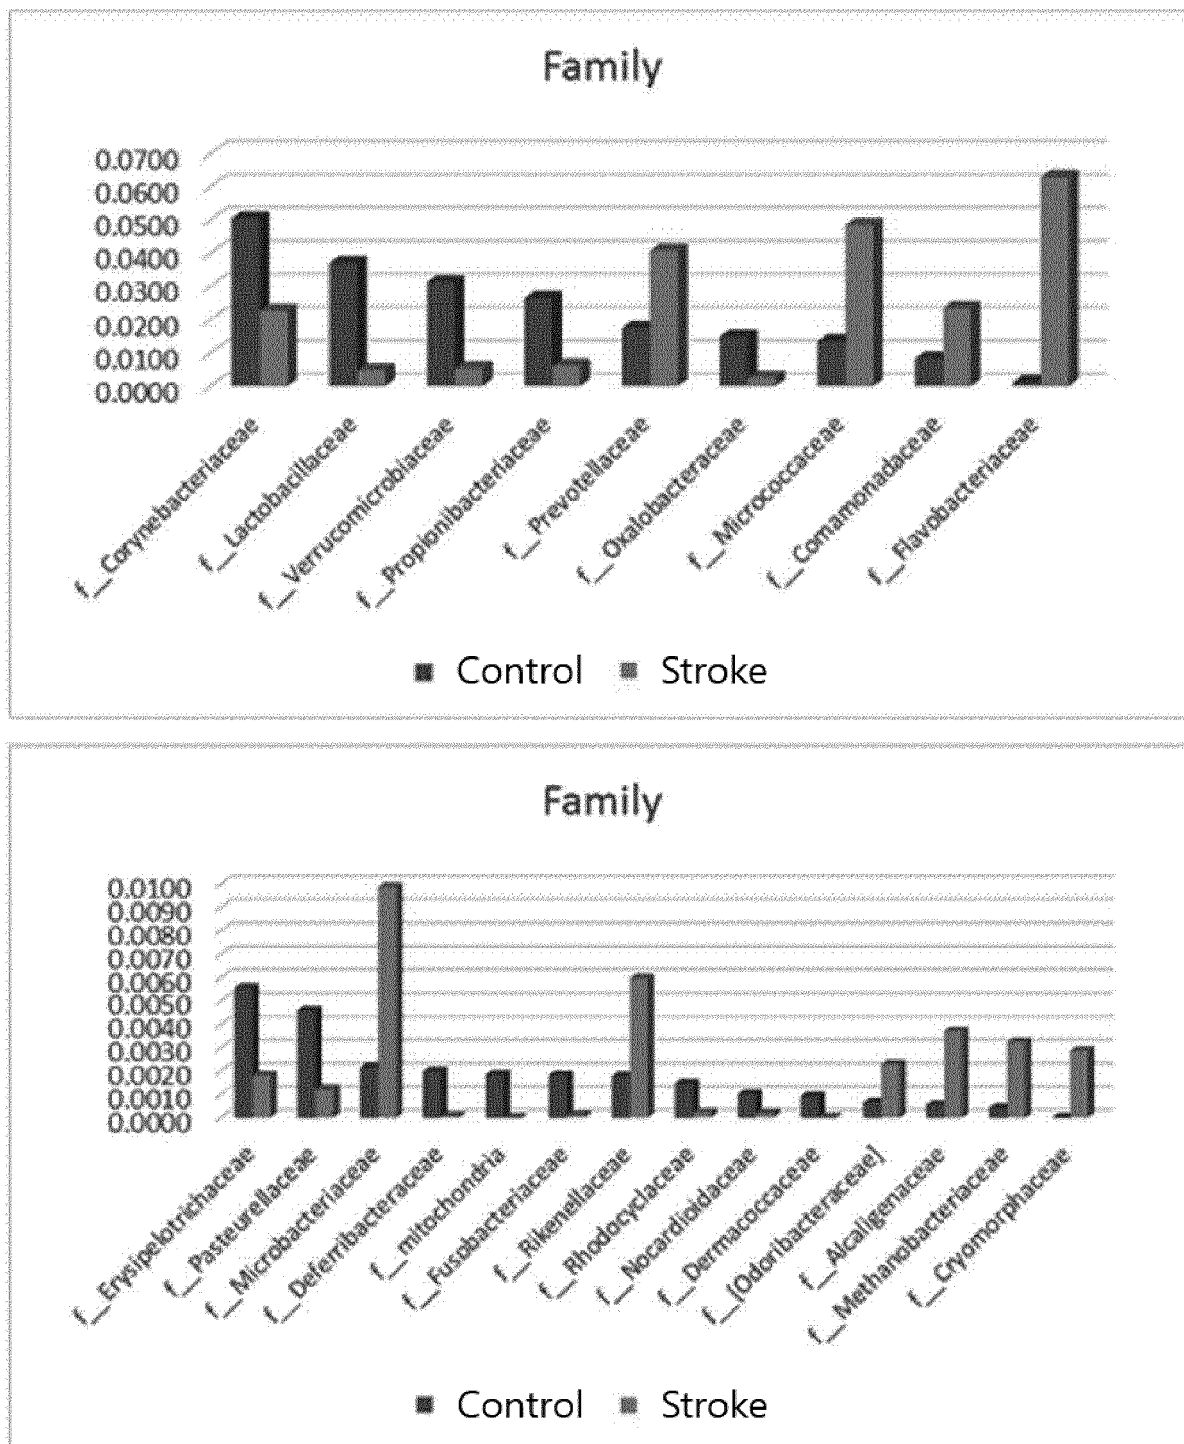 Family
0.0700
0.0600
0.0500
0.0400
0.0300
0.0200
0.0100
0.0000
f__Corynebacteriaceae
f__Lactobacillaceae
f__Verrucomicrobiaceae
f__Propionibacteriaceae
f__Prevotellaceae
f__Oxalobacteraceae
f__Micrococcaceae
f__Comamonadaceae
f__Flavobacteriaceae
Control Stroke
Family
0.0100
0.0090
0.0080
0.0070
0.0060
0.0050
0.0040
0.0030
0.0020
0.0010
0.0000
f__Erysipelotrichaceae
f__Pasteurellaceae
f__Microbacteriaceae
f__Deferribacteraceae
f__mitochondria
f__Fusobacteriaceae
f__Rikenellaceae
f__Rhodocyclaceae
f__Nocardioidaceae
f__Dermacoccaceae
f__[Odoribacteraceae]
f__Alcaligenaceae
f__Methanobacteriaceae
f__Cryomorphaceae
Control Stroke